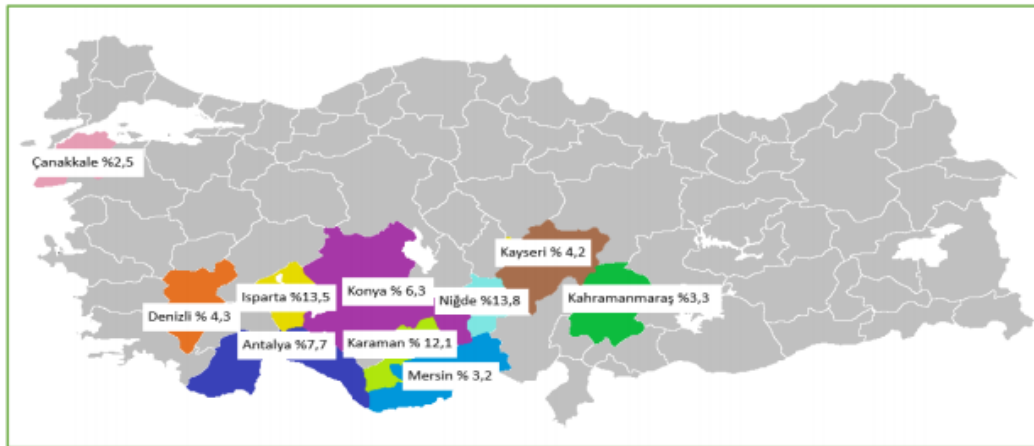 Çanakkale %2,5
Kayseri % 4,2
Isparta %13,5
Konya % 6,3
Niğde %13,8
Kahramanmaraş %3,3
Denizli % 4,3
Antalya %7,7
Karaman % 12,1
Mersin % 3,2